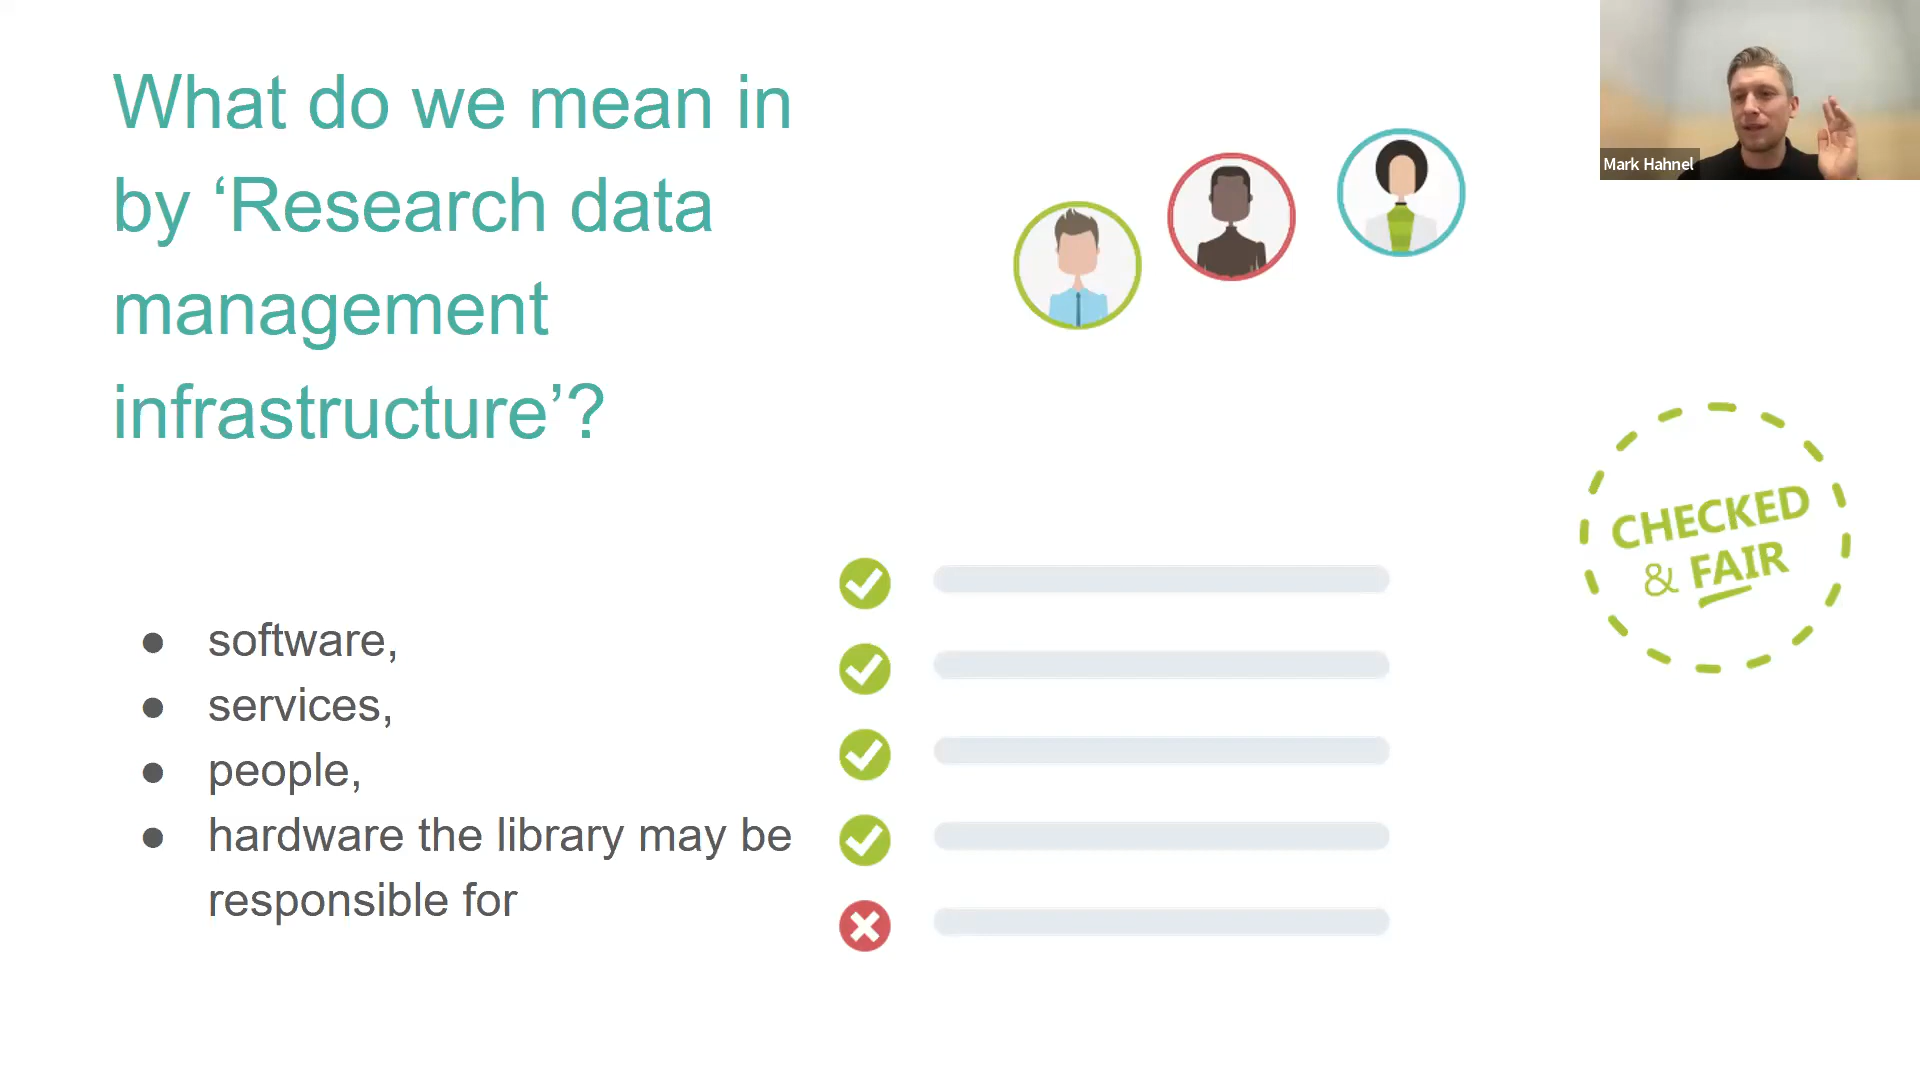 What do we mean in
by ‘Research data
management
infrastructure’?
Mark Hahnel
CHECKED
& FAIR
● software,
● services,
● people,
● hardware the library may be
responsible for